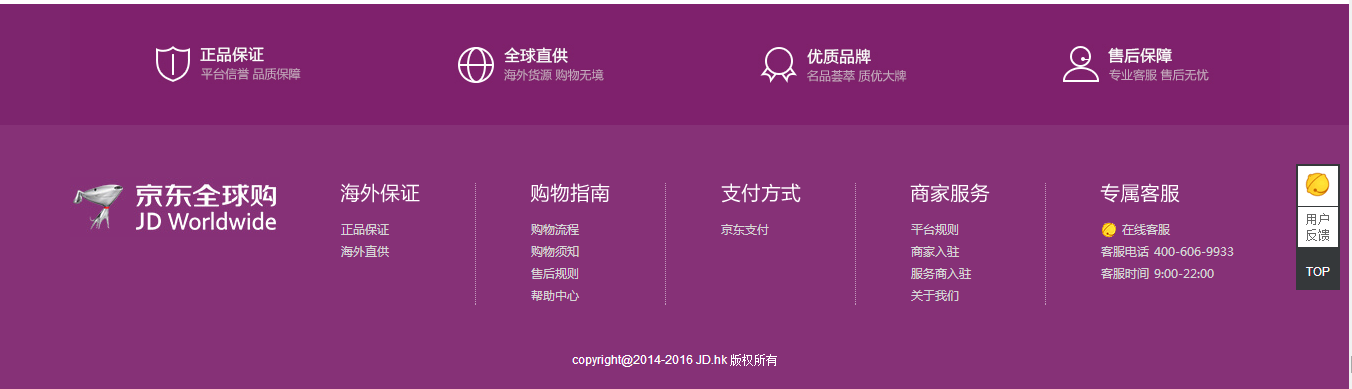 正品保证
平台信誉 品质保障
全球直供
海外货源 购物无境
优质品牌
名品荟萃 质优大牌
售后保障
专业客服 售后无忧
京东全球购
JD Worldwide
海外保证
正品保证
海外直供
购物指南
购物流程
购物须知
售后规则
帮助中心
支付方式
京东支付
商家服务
平台规则
商家入驻
服务商入驻
关于我们
专属客服
在线客服
客服电话 400-606-9933
客服时间 9:00-22:00
用户
反馈
TOP
copyright@2014-2016 JD.hk 版权所有